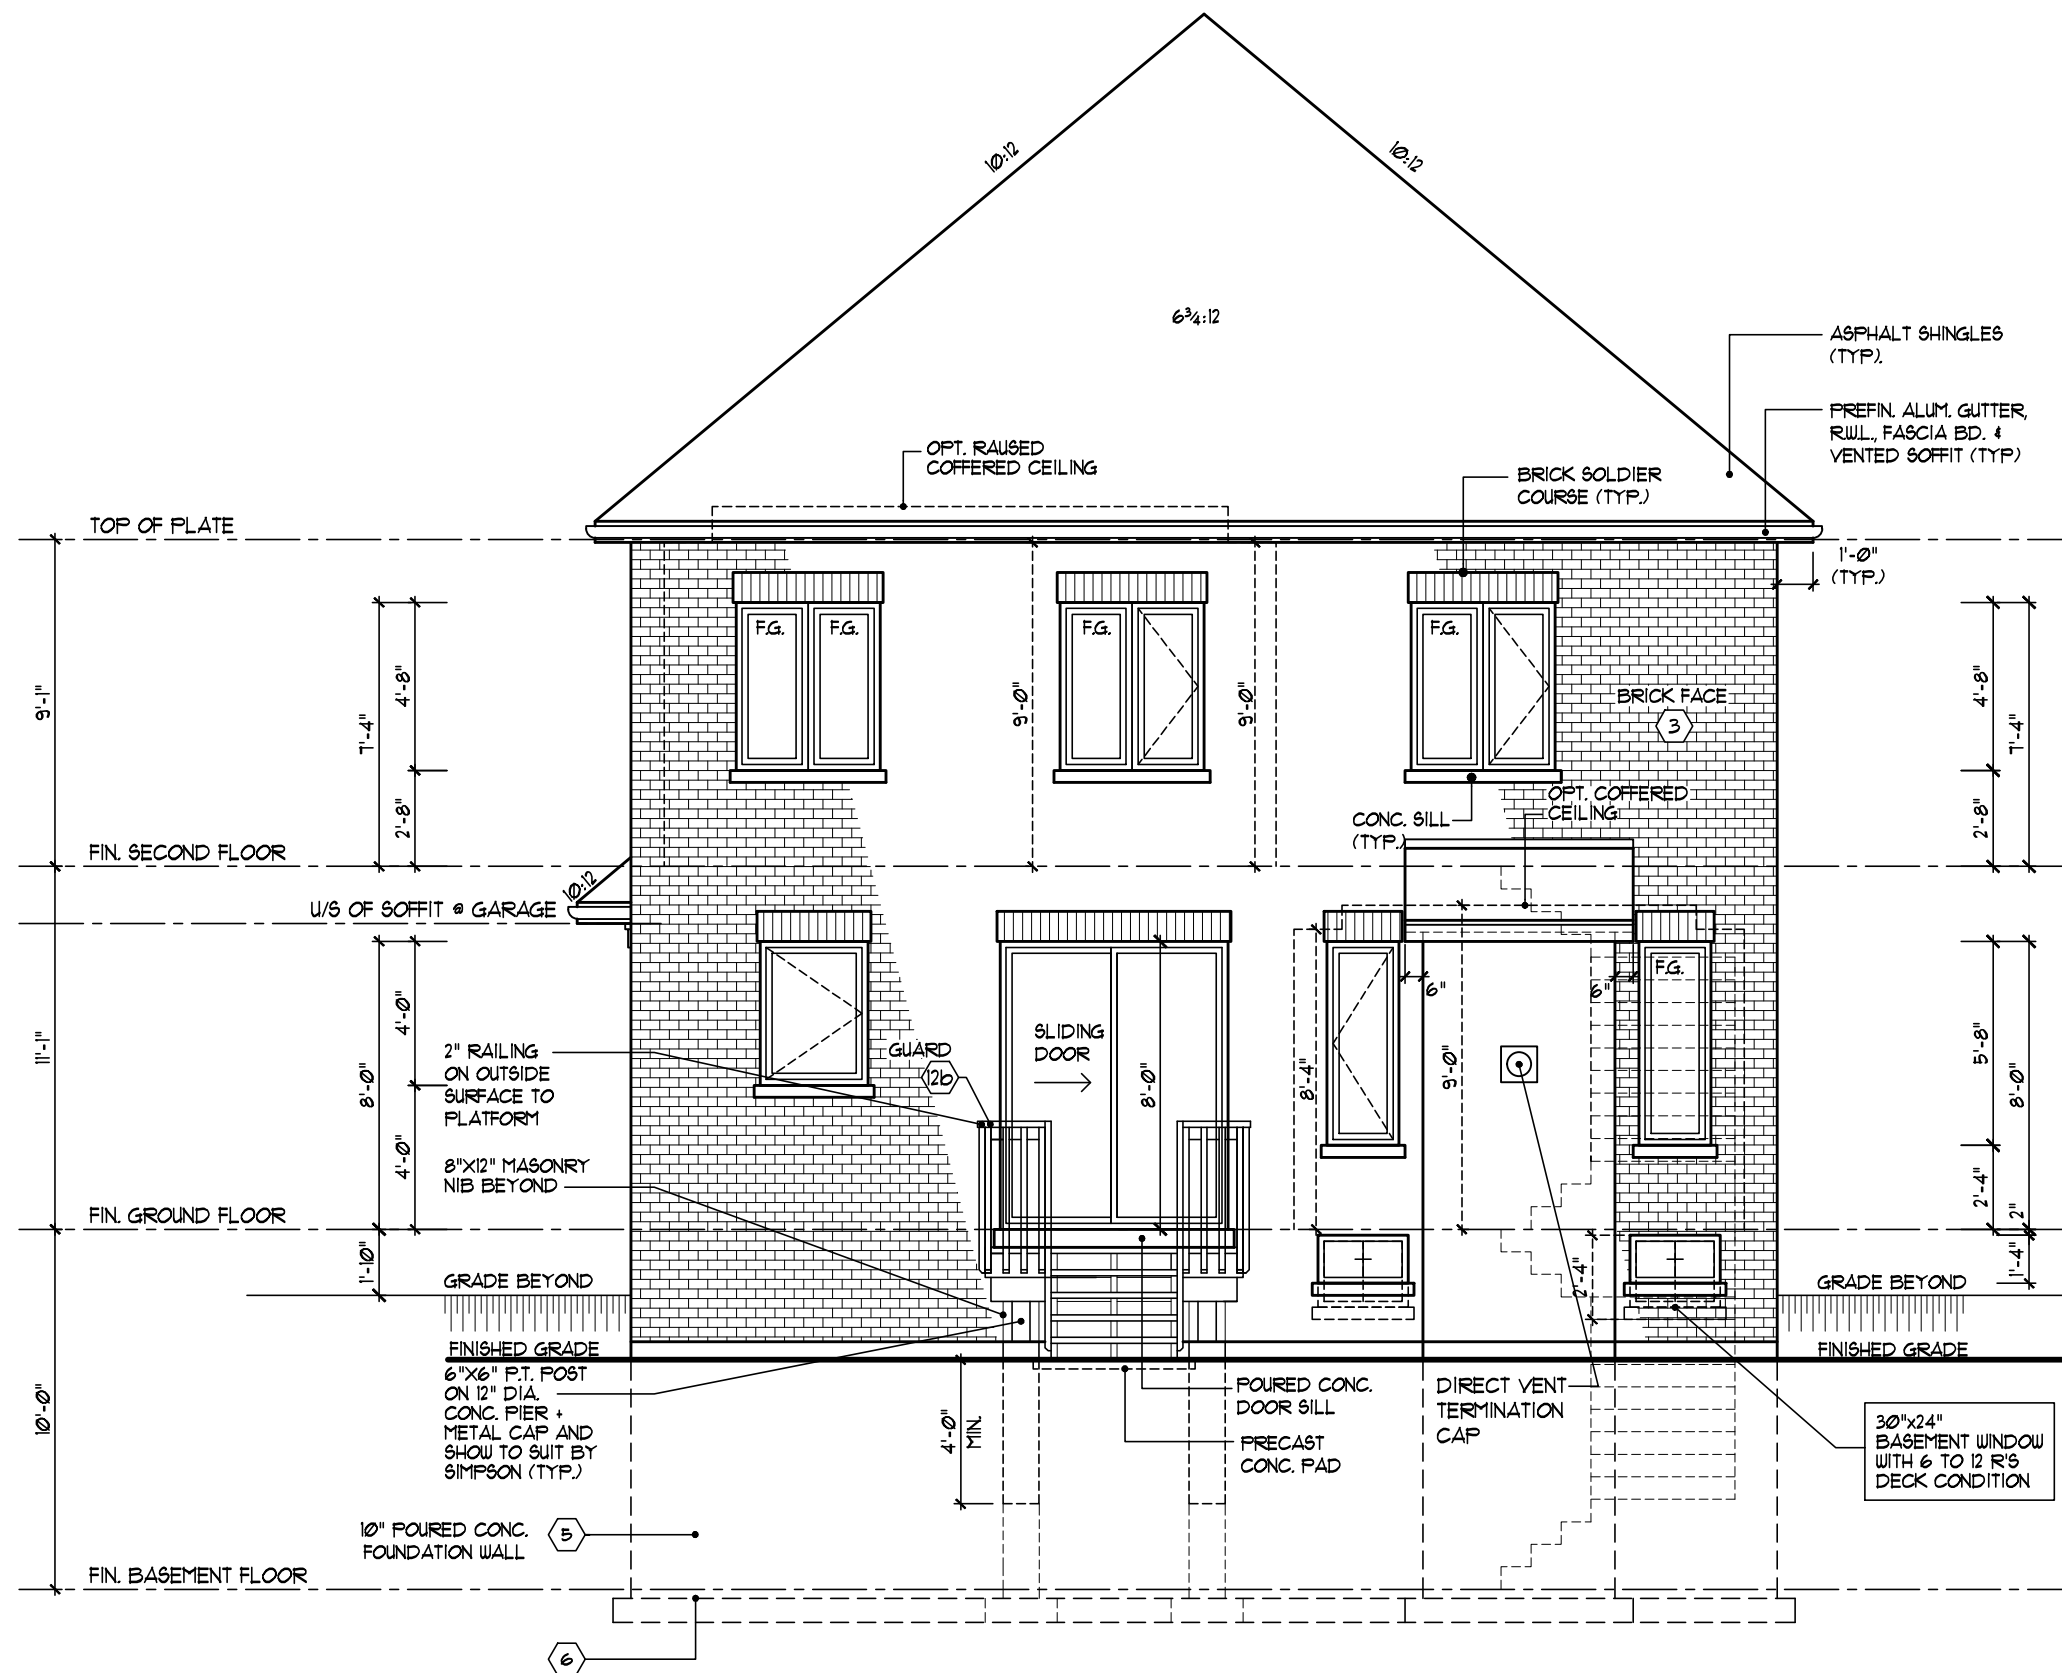 10:12
10:12
6¾:12
ASPHALT SHINGLES
(TYP).
PREFIN. ALUM. GUTTER,
R.W.L., FASCIA BD. &
VENTED SOFFIT (TYP)
OPT. RAUSED
COFFERED CEILING
BRICK SOLDIER
COURSE (TYP.)
TOP OF PLATE
1'-0"
(TYP.)
F.G.
F.G.
F.G.
F.G.
9'-1"
7'-4"
4'-8"
2'-8"
9'-0"
9'-0"
BRICK FACE
3
4'-8"
7'-4"
2'-8"
OPT. COFFERED
CEILING
CONC. SILL
(TYP.)
FIN. SECOND FLOOR
10:12
U/S OF SOFFIT @ GARAGE
11'-1"
8'-0"
4'-0"
4'-0"
2" RAILING
ON OUTSIDE
SURFACE TO
PLATFORM
GUARD
12b
SLIDING
DOOR
8'-0"
8'-4"
9'-0"
6"
6"
F.G.
5'-8"
8'-0"
2'-4"
2"
1'-4"
8"X12" MASONRY
NIB BEYOND
FIN. GROUND FLOOR
1'-10"
2'-4"
GRADE BEYOND
GRADE BEYOND
FINISHED GRADE
FINISHED GRADE
6"X6" P.T. POST
ON 12" DIA.
CONC. PIER +
METAL CAP AND
SHOW TO SUIT BY
SIMPSON (TYP.)
10'-0"
4'-0"
MIN.
POURED CONC.
DOOR SILL
PRECAST
CONC. PAD
DIRECT VENT
TERMINATION
CAP
30"x24"
BASEMENT WINDOW
WITH 6 TO 12 R'S
DECK CONDITION
10" POURED CONC.
FOUNDATION WALL
5
FIN. BASEMENT FLOOR
6